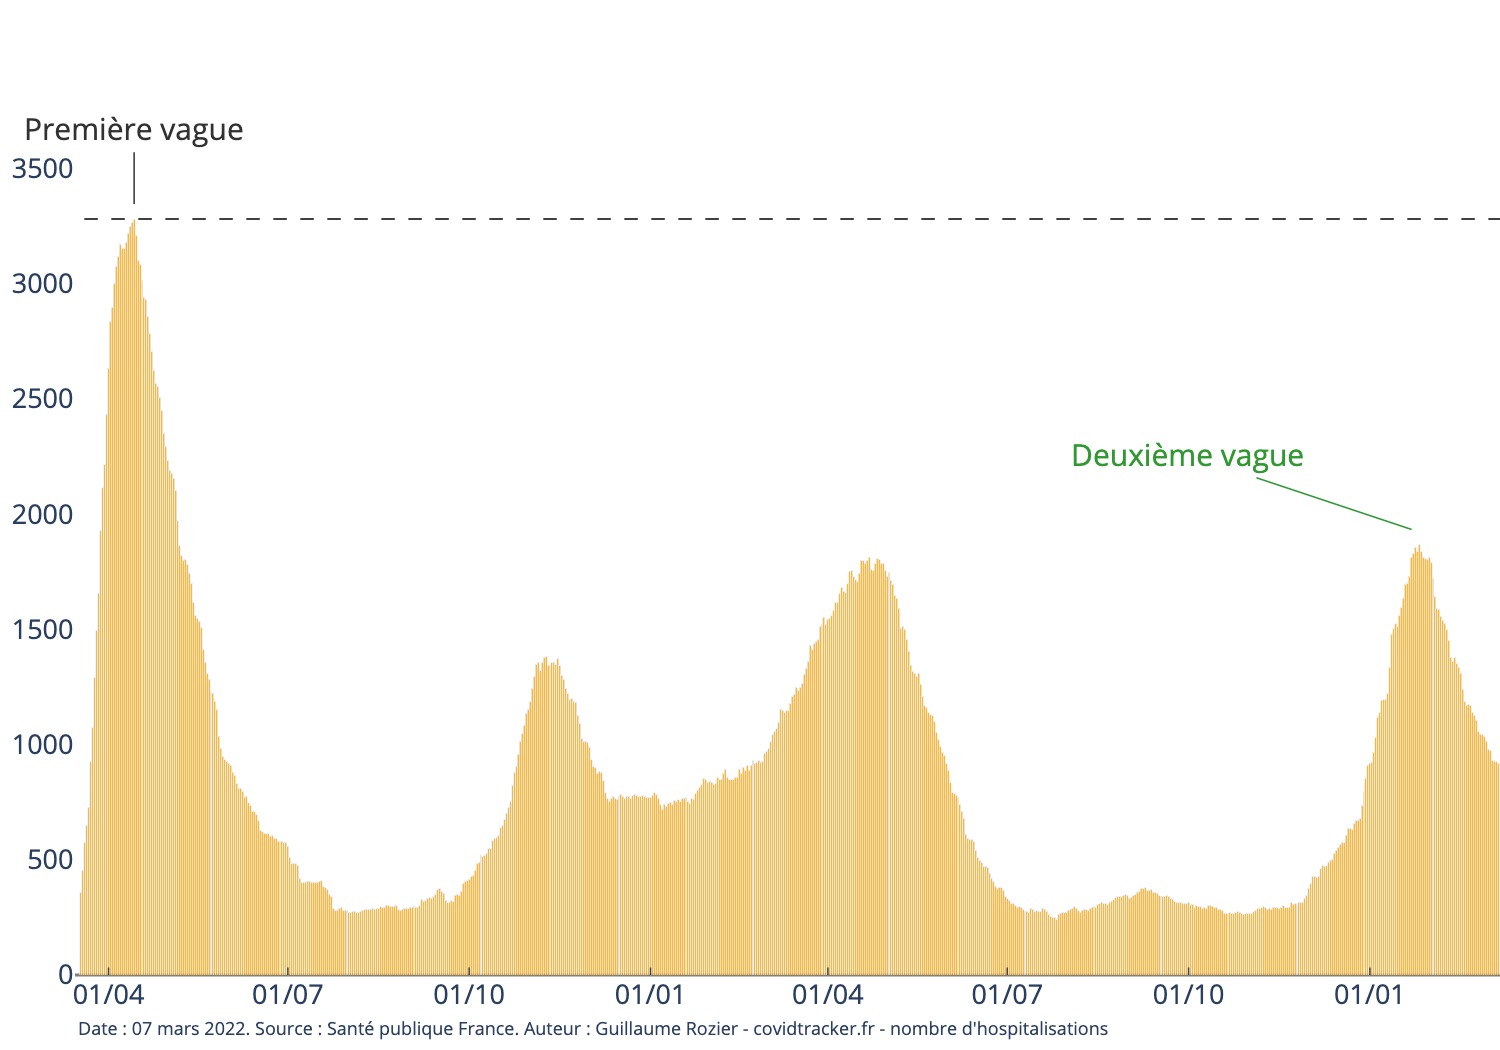 Première vague
3500
3000
2500
Deuxième vague
2000
1500
1000
500
0
01/04 01/07 01/10 01/01 01/04 01/07 01/10 01/01
Date : 07 mars 2022. Source : Santé publique France. Auteur : Guillaume Rozier - covidtracker.fr - nombre d'hospitalisations